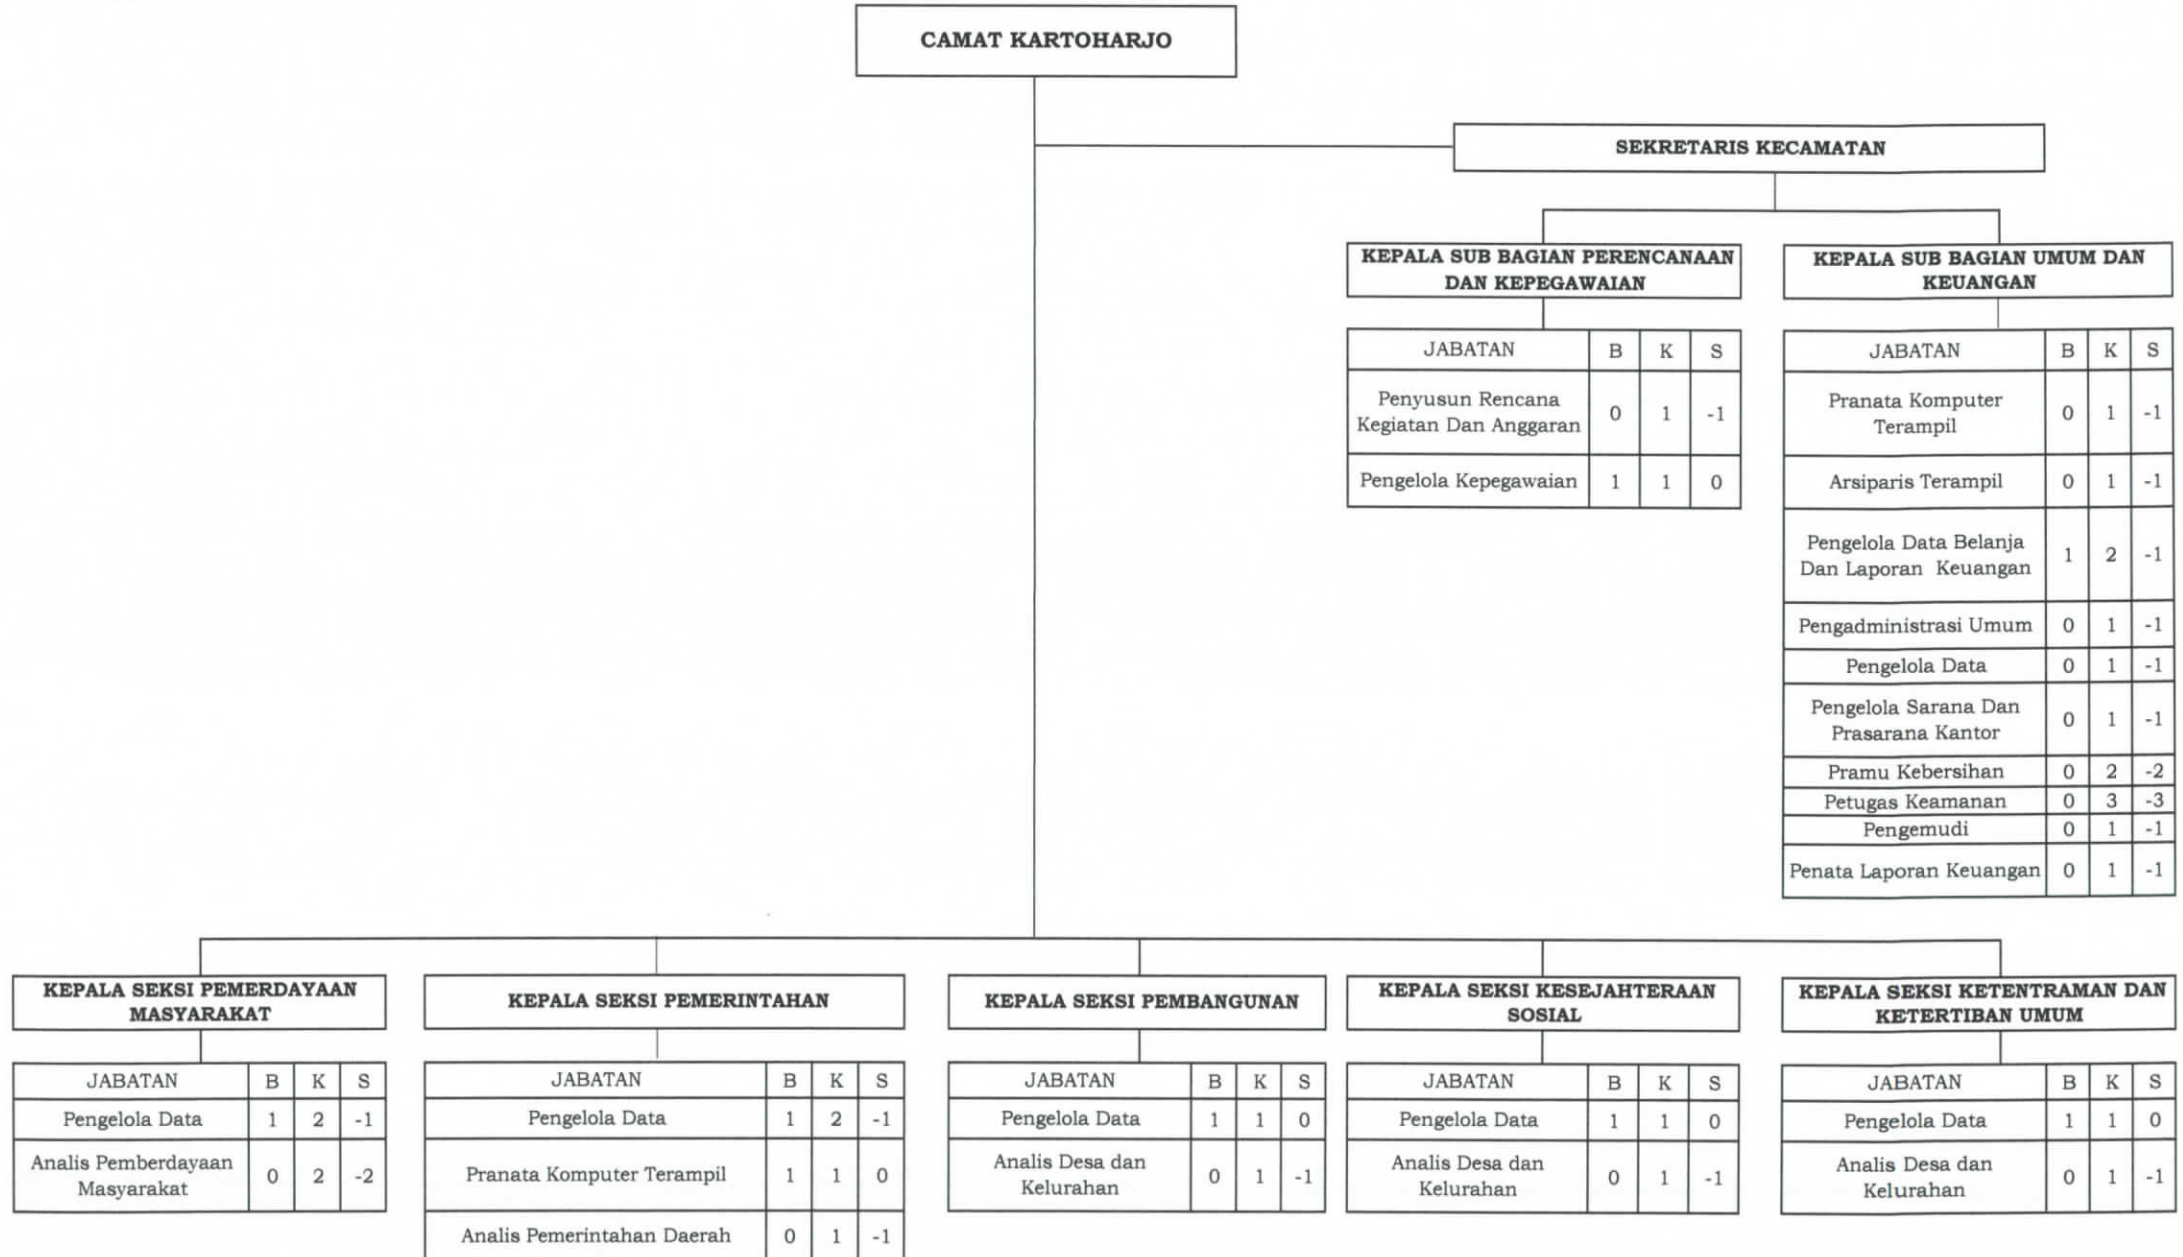 CAMAT KARTOHARJO
SEKRETARIS KECAMATAN
KEPALA SUB BAGIAN PERENCANAAN
DAN KEPEGAWAIAN
JABATAN B K S
Penyusun Rencana
Kegiatan Dan Anggaran 0 1 -1
Pengelola Kepegawaian 1 1 0
KEPALA SUB BAGIAN UMUM DAN
KEUANGAN
JABATAN B K S
Pranata Komputer
Terampil 0 1 -1
Arsiparis Terampil 0 1 -1
Pengelola Data Belanja
Dan Laporan Keuangan 1 2 -1
Pengadministrasi Umum 0 1 -1
Pengelola Data 0 1 -1
Pengelola Sarana Dan
Prasarana Kantor 0 1 -1
Pramu Kebersihan 0 2 -2
Petugas Keamanan 0 3 -3
Pengemudi 0 1 -1
Penata Laporan Keuangan 0 1 -1
KEPALA SEKSI PEMERDAYAAN
MASYARAKAT
JABATAN B K S
Pengelola Data 1 2 -1
Analis Pemberdayaan
Masyarakat 0 2 -2
KEPALA SEKSI PEMERINTAHAN
JABATAN B K S
Pengelola Data 1 2 -1
Pranata Komputer Terampil 1 1 0
Analis Pemerintahan Daerah 0 1 -1
KEPALA SEKSI PEMBANGUNAN
JABATAN B K S
Pengelola Data 1 1 0
Analis Desa dan
Kelurahan 0 1 -1
KEPALA SEKSI KESEJAHTERAAN
SOSIAL
JABATAN B K S
Pengelola Data 1 1 0
Analis Desa dan
Kelurahan 0 1 -1
KEPALA SEKSI KETENTRAMAN DAN
KETERTIBAN UMUM
JABATAN B K S
Pengelola Data 1 1 0
Analis Desa dan
Kelurahan 0 1 -1